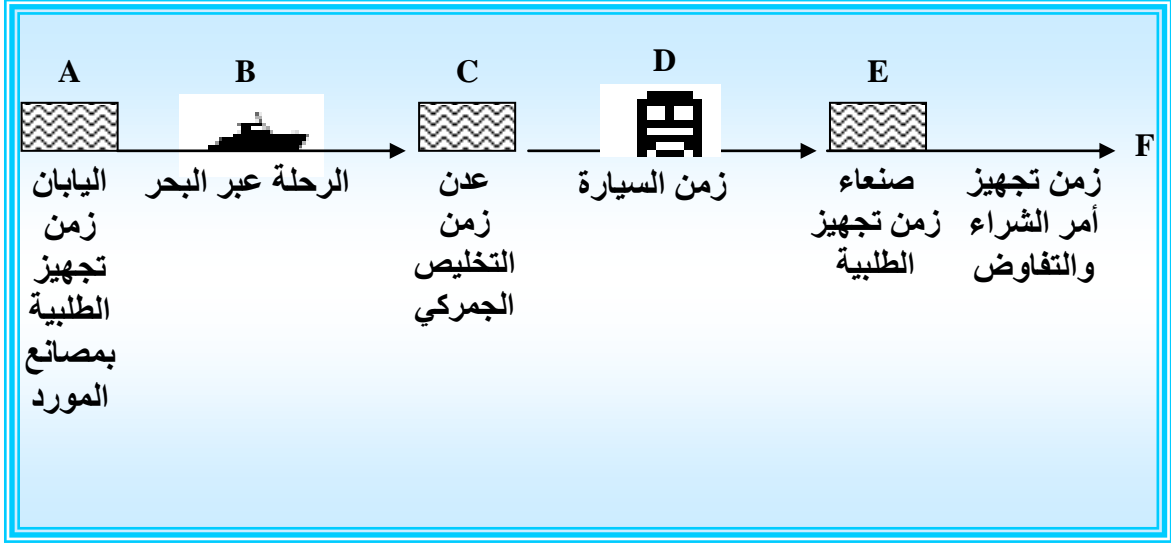 A B C D E
F
اليابان
زمن
تجهيز
الطلبية
بمصانع
المورد
الرحلة عبر البحر
عدن
زمن
التخليص
الجمركي
زمن السيارة
صنعاء
زمن تجهيز
الطلبية
زمن تجهيز
أمر الشراء
والتفاوض